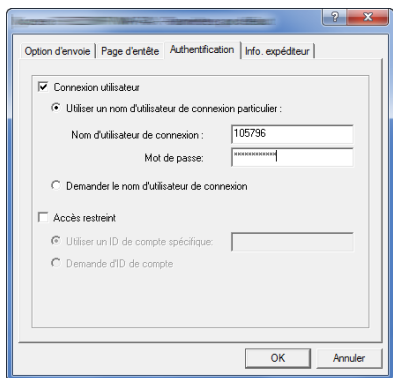 Option d'envoie Page d'entête Authentification Info. expéditeur
Connexion utilisateur
Utiliser un nom d'utilisateur de connexion particulier :
Nom d'utilisateur de connexion : 105796
Mot de passe: ************
Demander le nom d'utilisateur de connexion
Accès restreint
Utiliser un ID de compte spécifique:
Demande d'ID de compte
OK Annuler